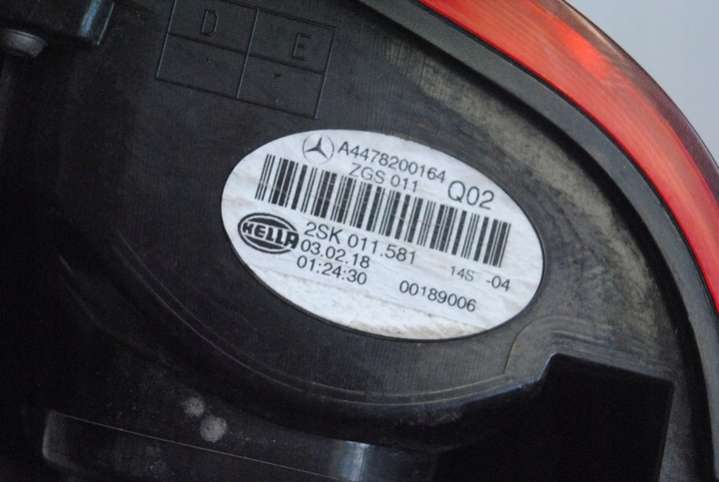 D E
A4478200164
ZGS 011 Q02
HELLA
2SK 011.581
03.02.18 14S -04
01:24:30 00189006